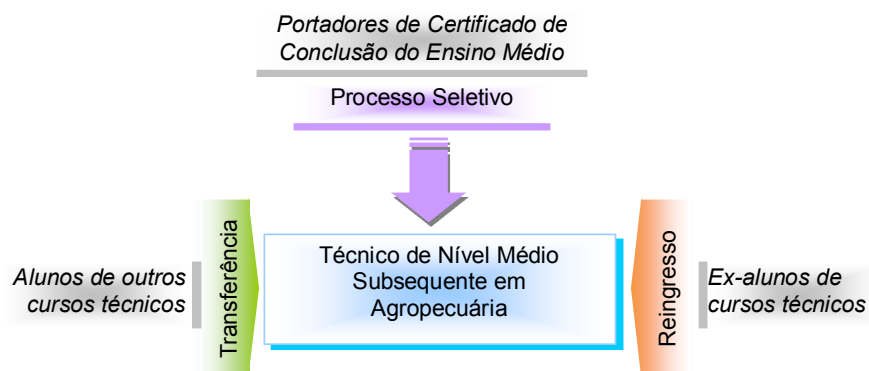 Portadores de Certificado de
Conclusão do Ensino Médio
Processo Seletivo
Alunos de outros
cursos técnicos
Transferência
Técnico de Nível Médio
Subsequente em
Agropecuária
Reingresso
Ex-alunos de
cursos técnicos